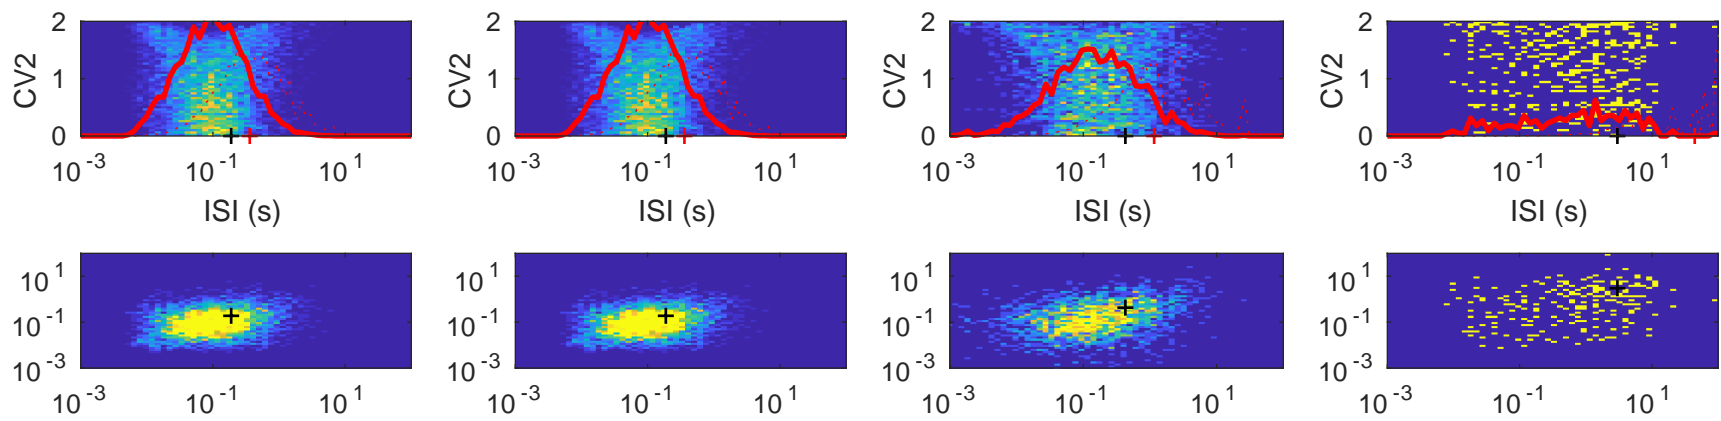 2 2 2 2
CV2 1 CV2 1 CV2 1 CV2 1
0 0 0 0
10^-3 10^-1 10^1 10^-3 10^-1 10^1 10^-3 10^-1 10^1 10^-3 10^-1 10^1
ISI (s) ISI (s) ISI (s) ISI (s)
10^1 10^1 10^1 10^1
10^-1 10^-1 10^-1 10^-1
10^-3 10^-3 10^-3 10^-3
10^-3 10^-1 10^1 10^-3 10^-1 10^1 10^-3 10^-1 10^1 10^-3 10^-1 10^1